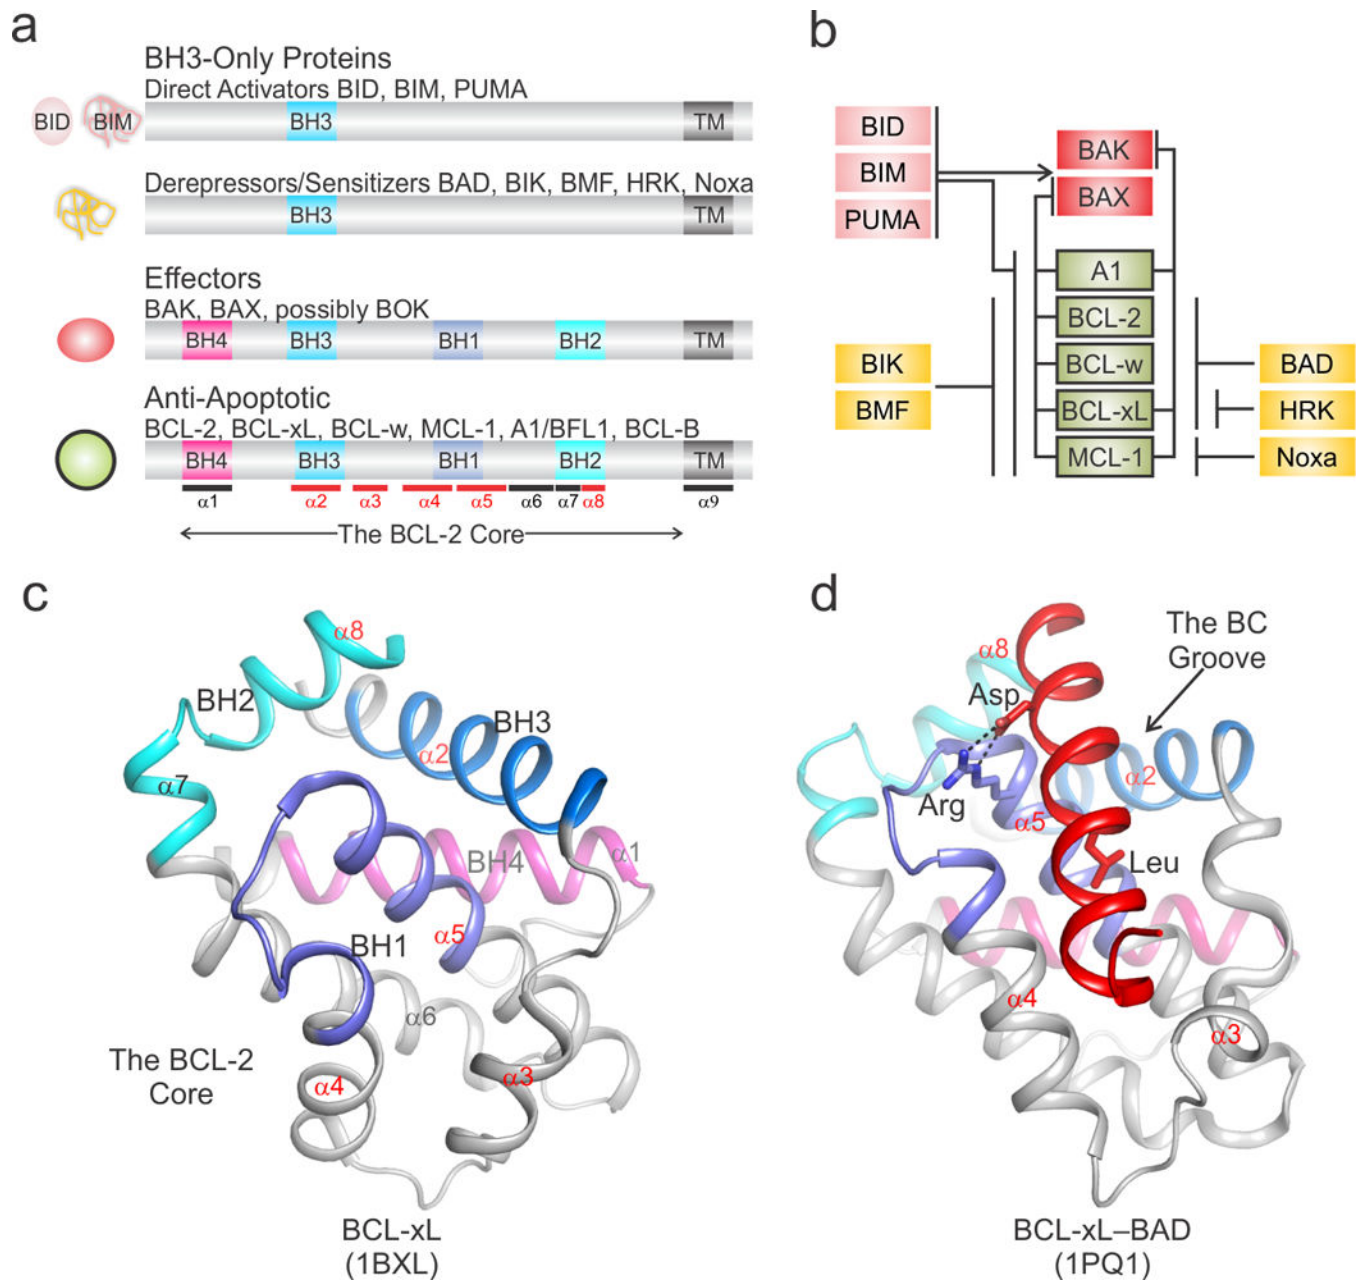 a
BH3-Only Proteins
Direct Activators BID, BIM, PUMA
BID BIM BH3 TM
Derepressors/Sensitizers BAD, BIK, BMF, HRK, Noxa
BH3 TM
Effectors
BAK, BAX, possibly BOK
BH4 BH3 BH1 BH2 TM
Anti-Apoptotic
BCL-2, BCL-xL, BCL-w, MCL-1, A1/BFL1, BCL-B
BH4 BH3 BH1 BH2 TM
α1 α2 α3 α4 α5 α6 α7 α8 α9
The BCL-2 Core
b
BID
BIM
PUMA
BAK
BAX
A1
BCL-2
BCL-w
BCL-xL
MCL-1
BIK
BMF
BAD
HRK
Noxa
c
α8
BH2
BH3
α2
α7
BH4
α1
BH1
α5
α6
The BCL-2
Core
α4
α3
BCL-xL
(1BXL)
d
The BC
Groove
α8
Asp
α2
Arg
α5
Leu
α4
α3
BCL-xL–BAD
(1PQ1)